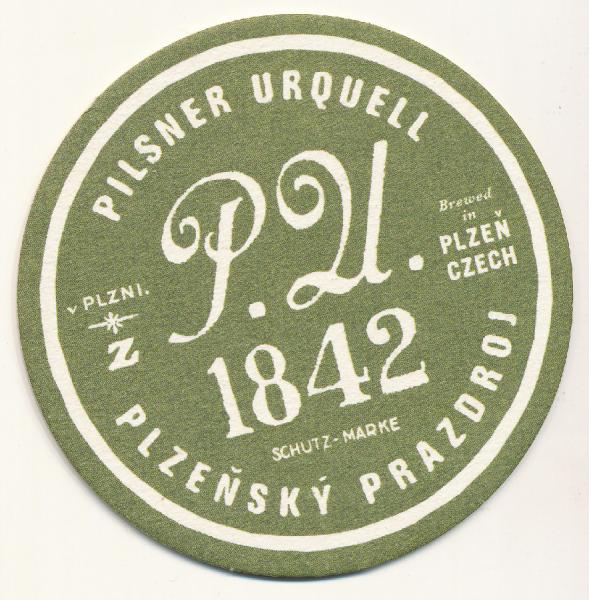 PILSNER URQUELL
P.U.
Brewed
in
PLZEŇ
CZECH
v PLZNI.
N
1842
SCHUTZ-MARKE
PLZEŇSKÝ PRAZDROJ